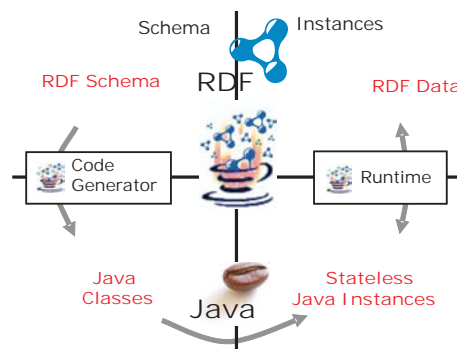 Schema
Instances
RDF
RDF Schema
RDF Data
Code
Generator
Runtime
Java
Classes
Java
Stateless
Java Instances